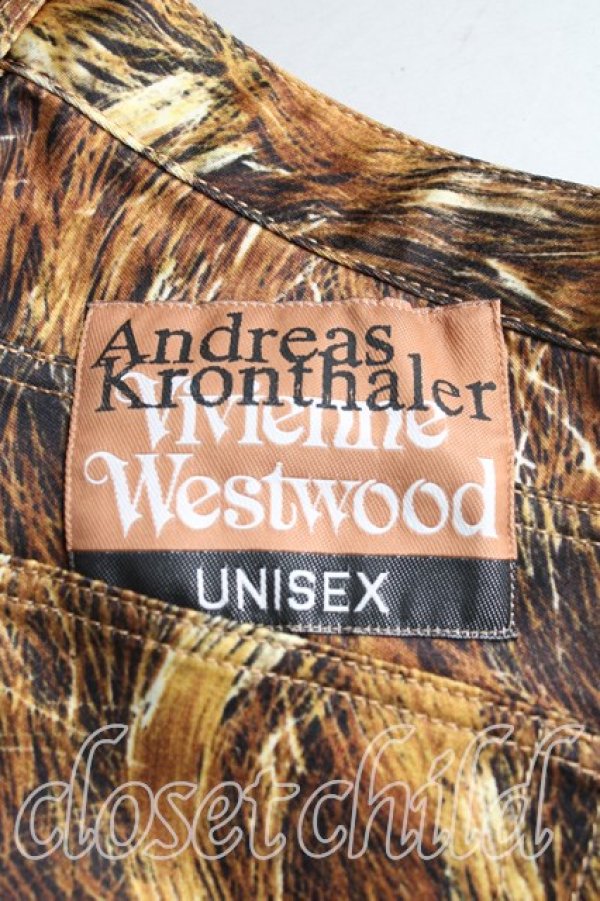 Andreas
Kronthaler
Vivienne
Westwood
UNISEX
closet child